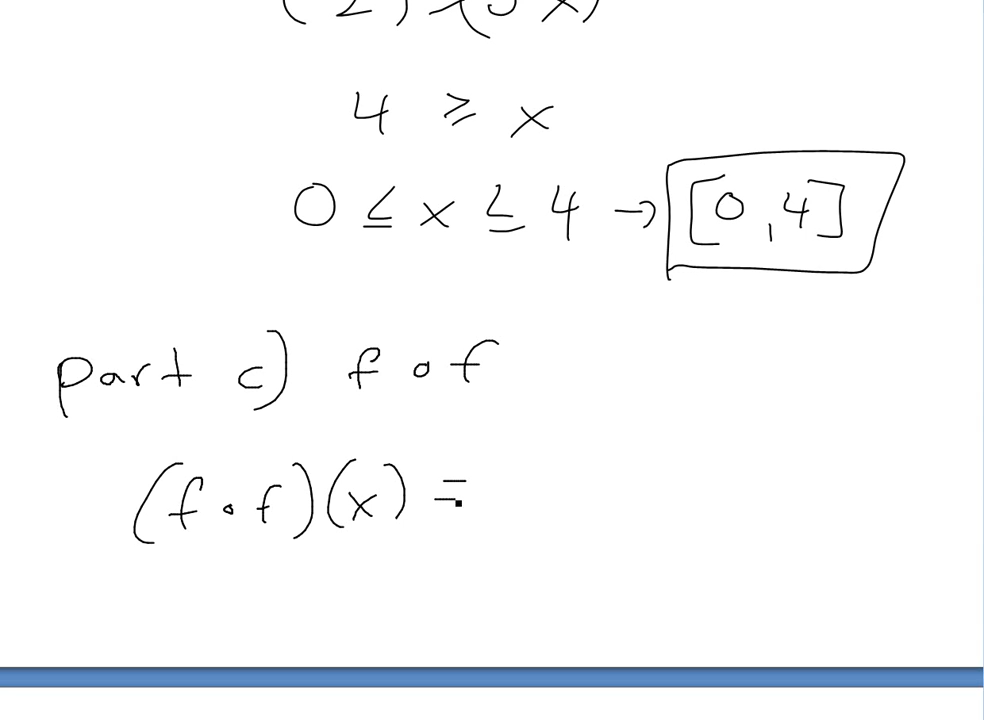 4 ≥ x
0 ≤ x ≤ 4 → [0,4]
part c) f o f
(f o f)(x) =